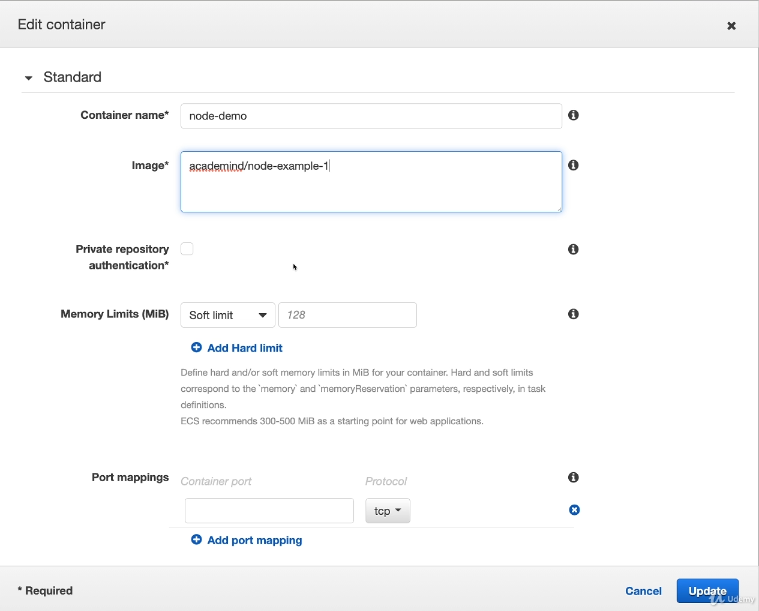 Edit container
Standard
Container name*
node-demo
Image*
academind/node-example-1
Private repository
authentication*
Memory Limits (MiB)
Soft limit
128
Add Hard limit
Define hard and/or soft memory limits in MiB for your container. Hard and soft limits
correspond to the `memory` and `memoryReservation` parameters, respectively, in task
definitions.
ECS recommends 300-500 MiB as a starting point for web applications.
Port mappings
Container port
Protocol
tcp
Add port mapping
* Required
Cancel
Update
Udemy